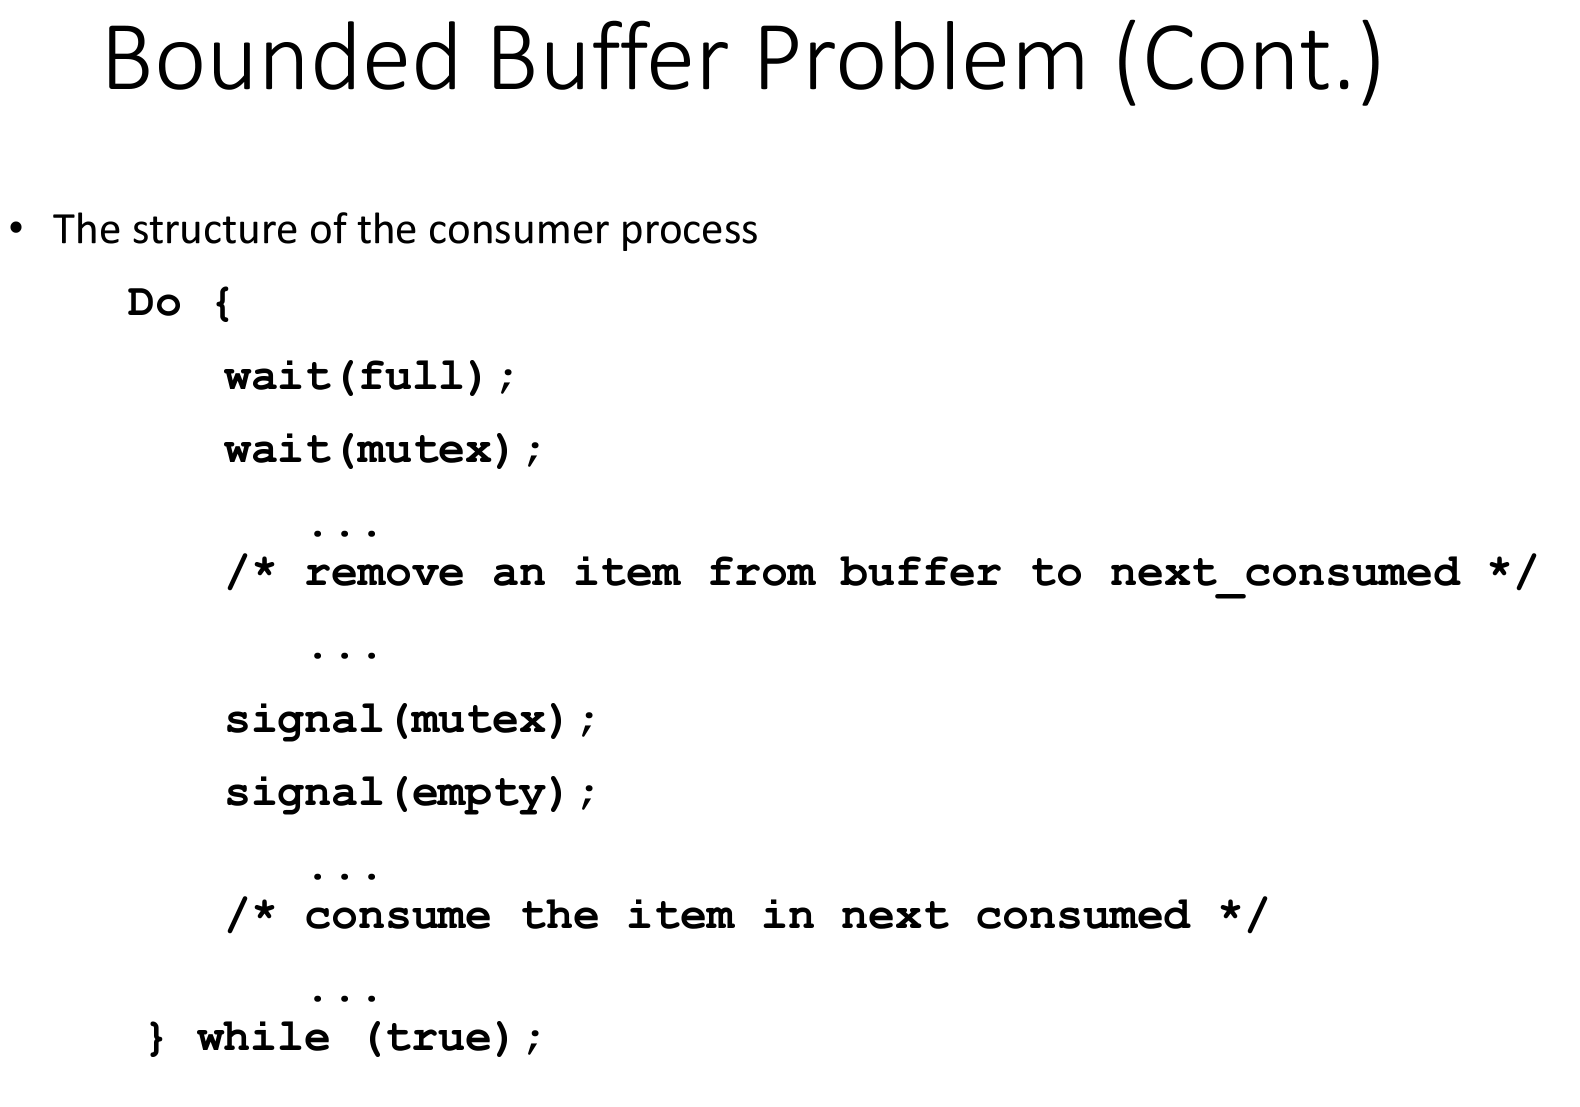 Bounded Buffer Problem (Cont.)
• The structure of the consumer process
Do {
wait(full);
wait(mutex);
...
/* remove an item from buffer to next_consumed */
...
signal(mutex);
signal(empty);
...
/* consume the item in next consumed */
...
} while (true);